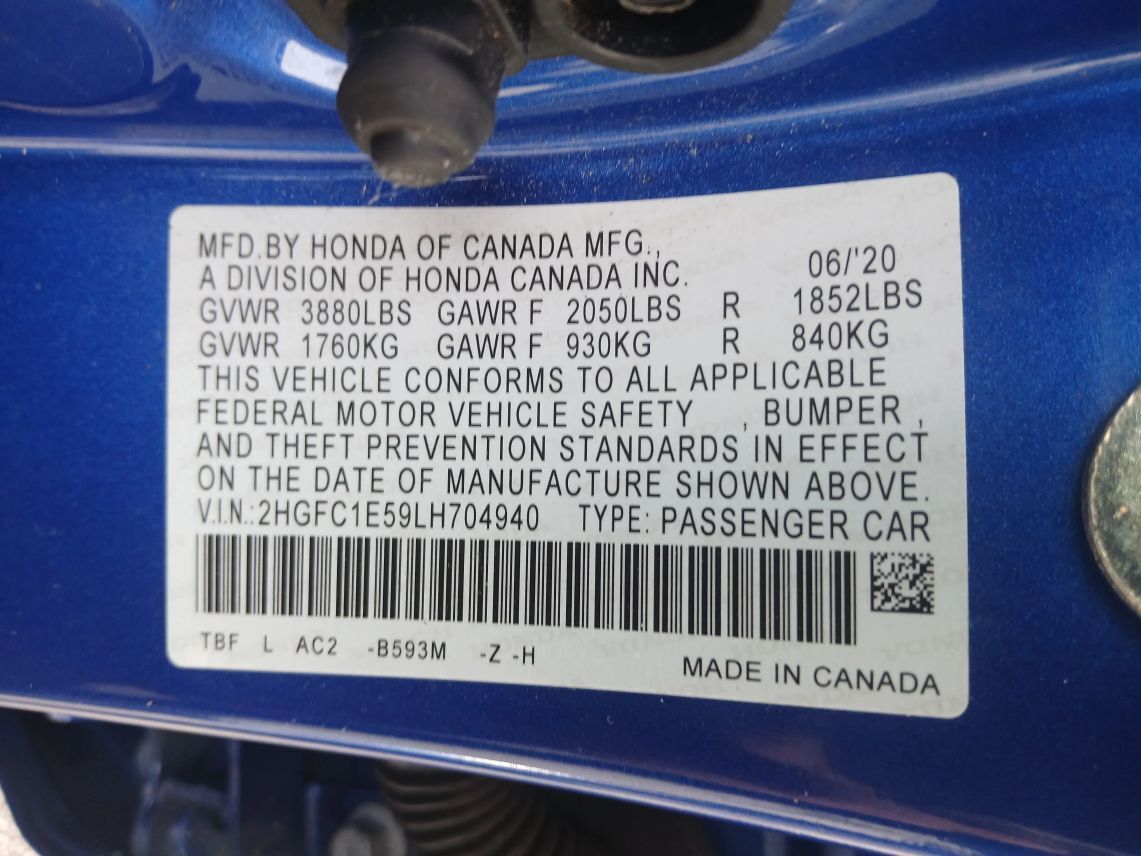 MFD.BY HONDA OF CANADA MFG.,
A DIVISION OF HONDA CANADA INC. 06/'20
GVWR 3880LBS GAWR F 2050LBS R 1852LBS
GVWR 1760KG GAWR F 930KG R 840KG
THIS VEHICLE CONFORMS TO ALL APPLICABLE
FEDERAL MOTOR VEHICLE SAFETY , BUMPER ,
AND THEFT PREVENTION STANDARDS IN EFFECT
ON THE DATE OF MANUFACTURE SHOWN ABOVE.
V.I.N.:2HGFC1E59LH704940 TYPE: PASSENGER CAR
TBF L AC2 -B593M -Z -H
MADE IN CANADA